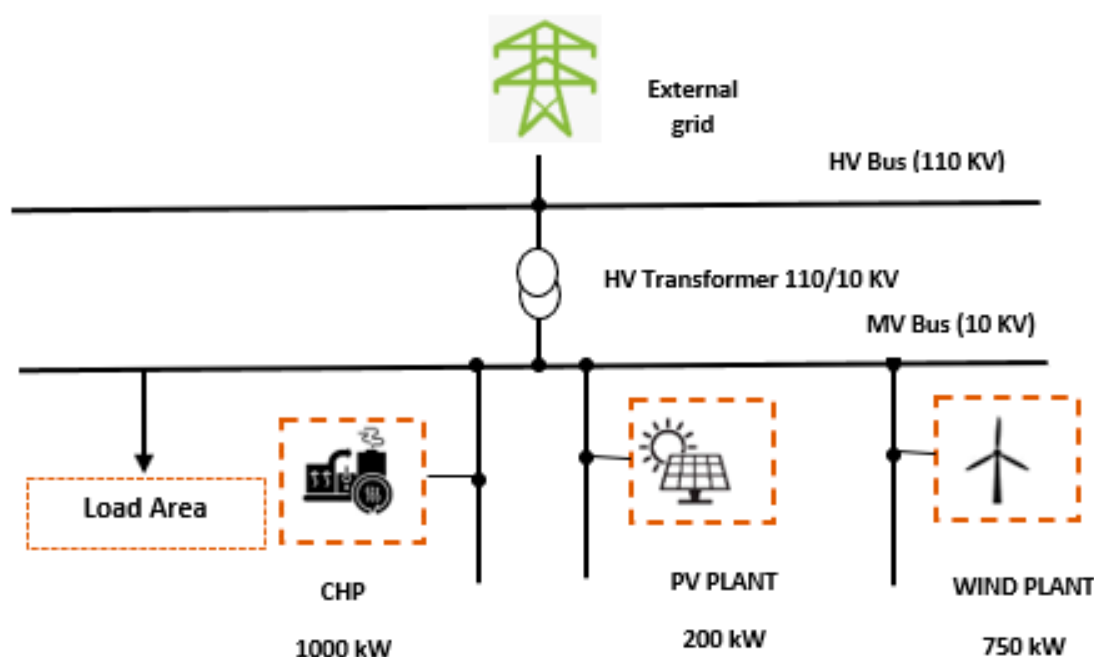 External
grid
HV Bus (110 KV)
HV Transformer 110/10 KV
MV Bus (10 KV)
Load Area
CHP
1000 kW
PV PLANT
200 kW
WIND PLANT
750 kW